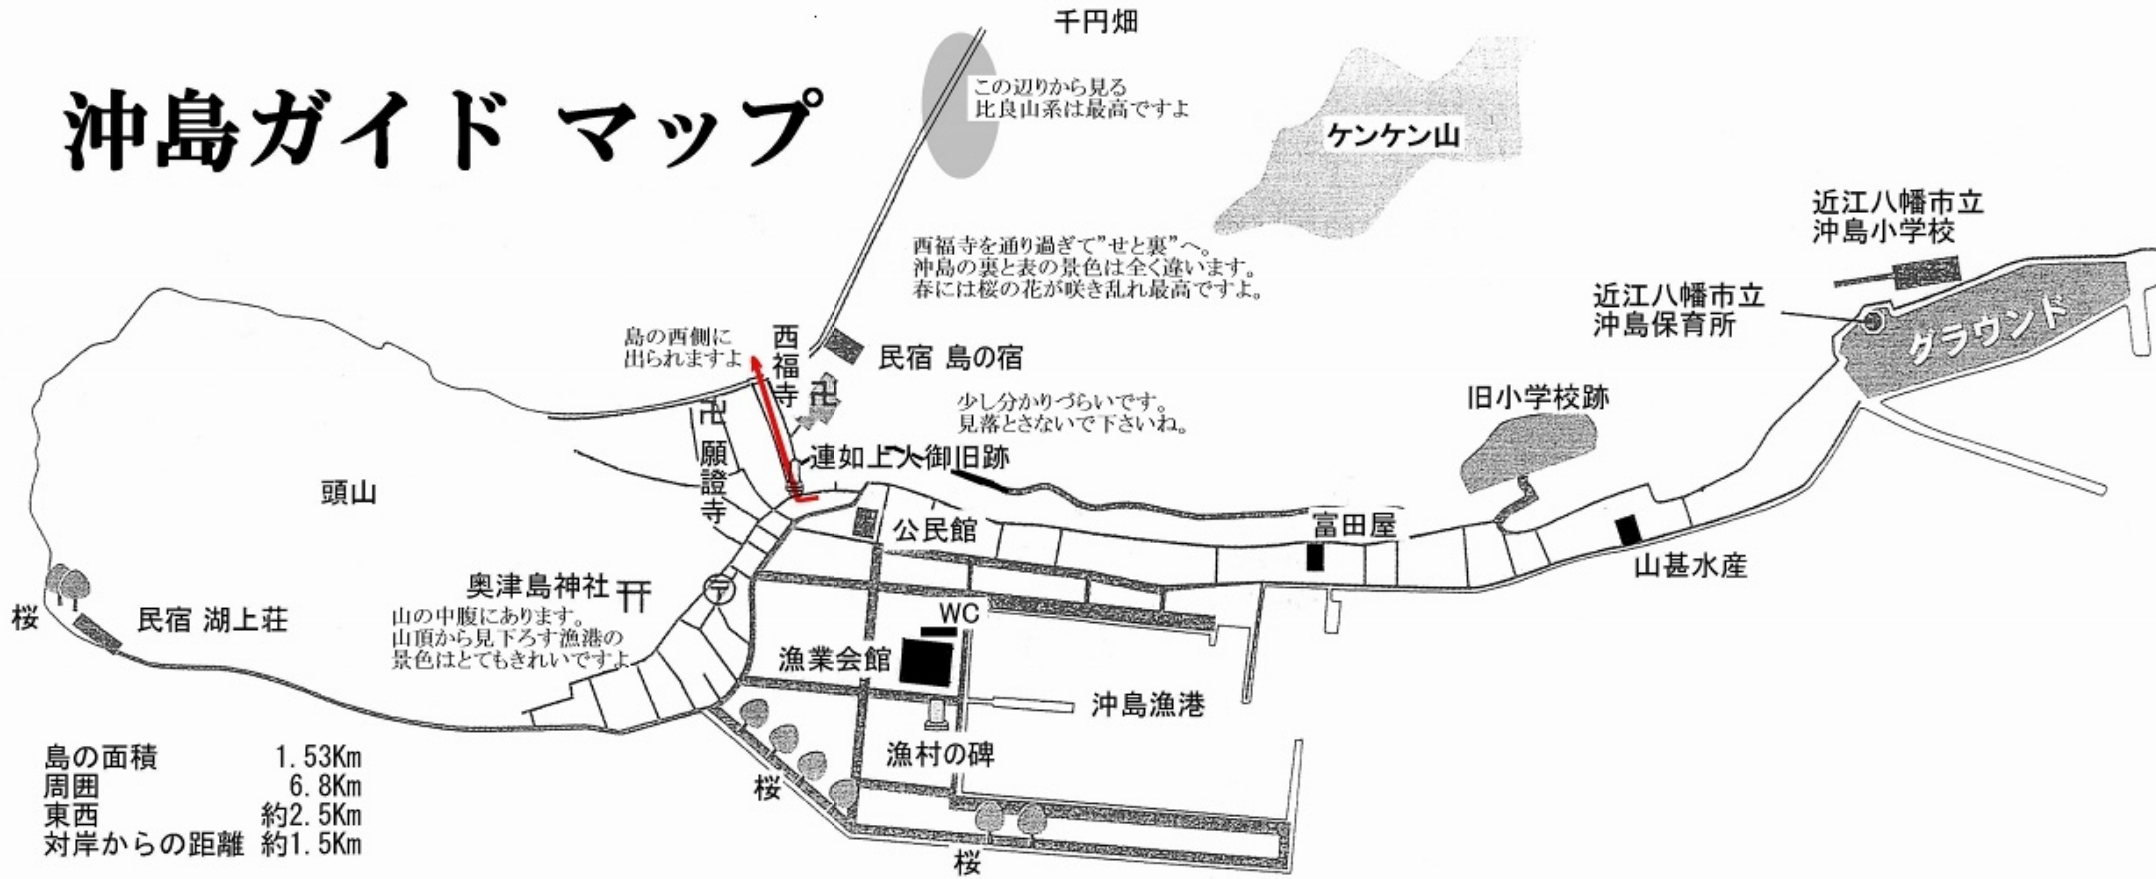 沖島ガイド マップ
千円畑
この辺りから見る
比良山系は最高ですよ
ケンケン山
近江八幡市立
沖島小学校
西福寺を通り過ぎて”せと裏”へ。
沖島の裏と表の景色は全く違います。
春には桜の花が咲き乱れ最高ですよ。
近江八幡市立
沖島保育所
グラウンド
島の西側に
出られますよ
西福寺
卍
民宿 島の宿
少し分かりづらいです。
見落とさないで下さいね。
旧小学校跡
卍
願證寺
連如上人御旧跡
頭山
公民館
富田屋
山甚水産
奥津島神社
山の中腹にあります。
山頂から見下ろす漁港の
景色はとてもきれいですよ
〒
桜
民宿 湖上荘
WC
漁業会館
沖島漁港
漁村の碑
桜
桜
島の面積 1.53Km
周囲 6.8Km
東西 約2.5Km
対岸からの距離 約1.5Km